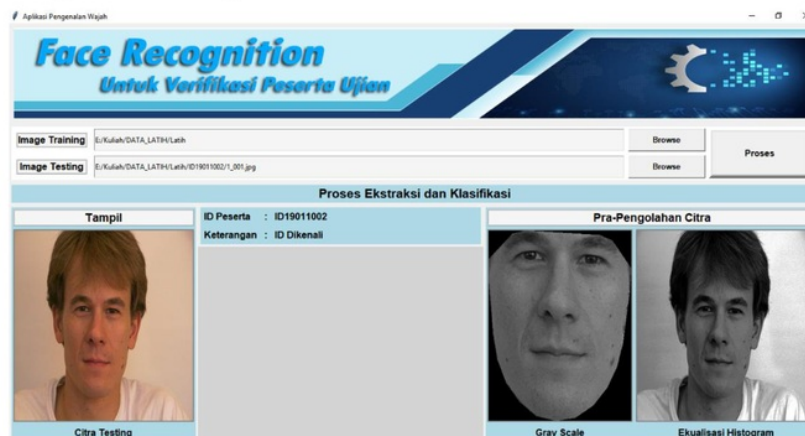 Aplikasi Pengenalan Wajah
Face Recognition
Untuk Verifikasi Peserta Ujian
Image Training E:/Kuliah/DATA_LATIH/Latih Browse
Proses
Image Testing E:/Kuliah/DATA_LATIH/Latih/ID19011002/1_001.jpg Browse
Proses Ekstraksi dan Klasifikasi
Tampil
ID Peserta : ID19011002
Keterangan : ID Dikenali
Pra-Pengolahan Citra
Citra Testing
Gray Scale
Ekualisasi Histogram